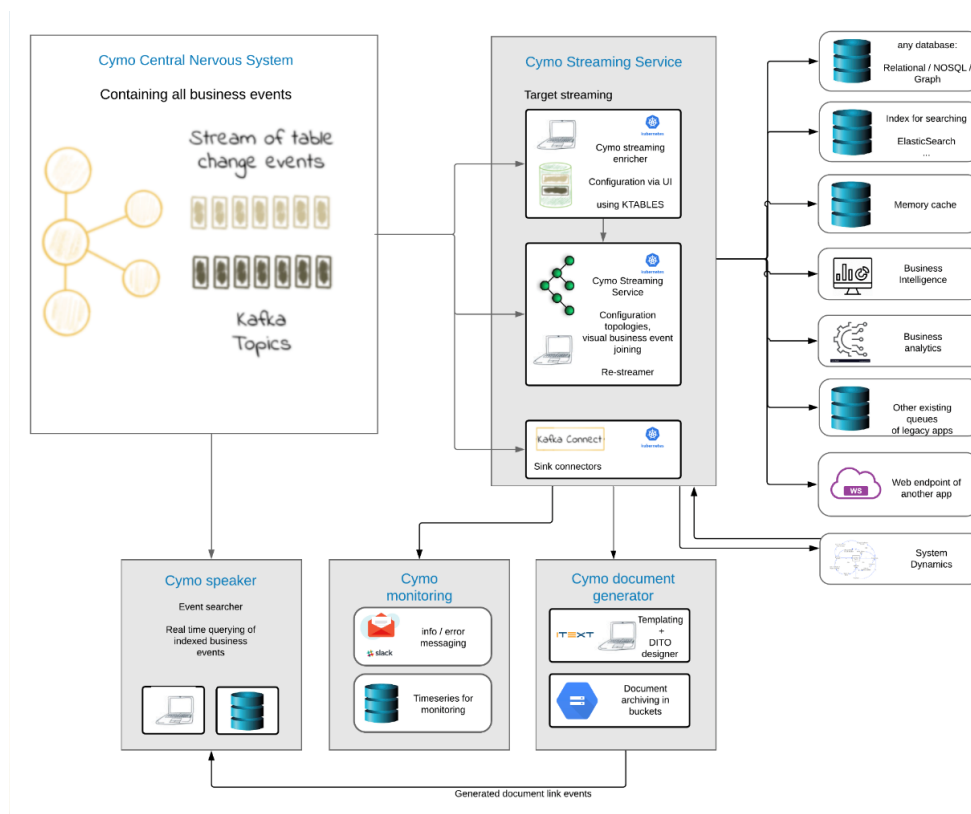 Cymo Central Nervous System
Containing all business events
Stream of table
change events
Kafka
Topics
Cymo Streaming Service
Target streaming
kubernetes
Cymo streaming
enricher
Configuration via UI
using KTABLES
kubernetes
Cymo Streaming
Service
Configuration
topologies,
visual business event
joining
Re-streamer
Kafka Connect
kubernetes
Sink connectors
any database:
Relational / NOSQL /
Graph
Index for searching
ElasticSearch
...
Memory cache
Business
Intelligence
Business
analytics
Other existing
queues
of legacy apps
WS
Web endpoint of
another app
System
Dynamics
Cymo speaker
Event searcher
Real time querying of
indexed business
events
Cymo
monitoring
info / error
messaging
slack
Timeseries for
monitoring
Cymo document
generator
iTEXT
Templating
+
DITO
designer
Document
archiving in
buckets
Generated document link events